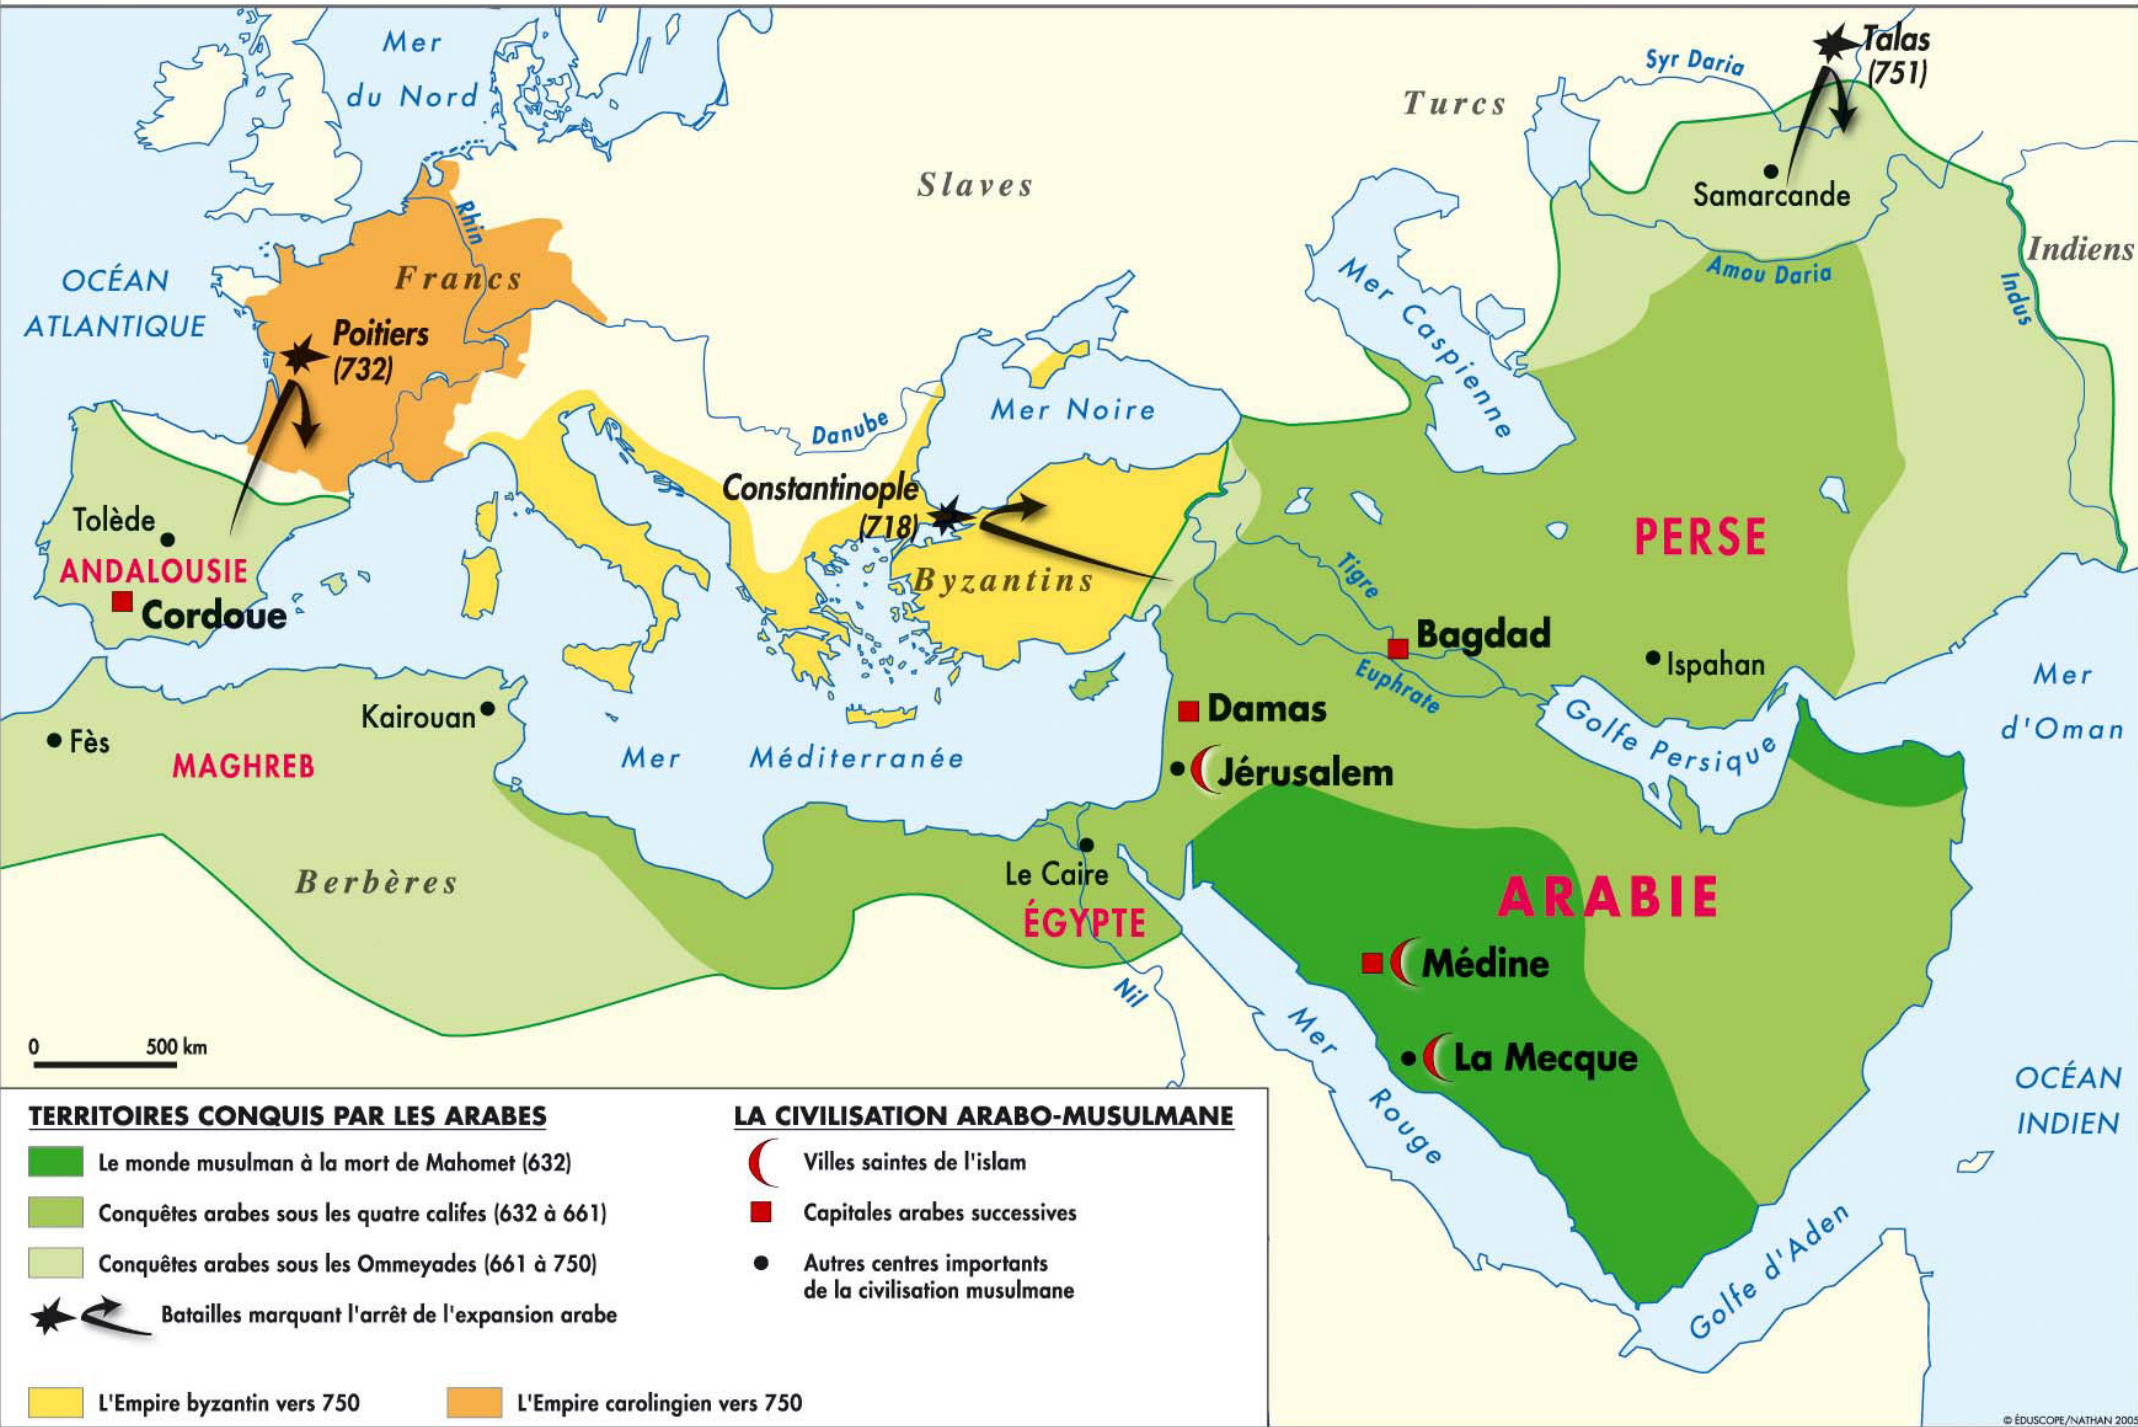 Mer
du Nord
Syr Daria
Talas
(751)
Turcs
Slaves
Samarcande
Rhin
Indiens
OCÉAN
ATLANTIQUE
Francs
Mer Caspienne
Amou Daria
Indus
Poitiers
(732)
Mer Noire
Danube
Constantinople
(718)
Tolède
PERSE
ANDALOUSIE
Byzantins
Tigre
Cordoue
Bagdad
Ispahan
Euphrate
Mer
d'Oman
Kairouan
Damas
Golfe Persique
Fès
MAGHREB
Mer Méditerranée
Jérusalem
Berbères
Le Caire
ÉGYPTE
ARABIE
Médine
Nil
Mer Rouge
La Mecque
0 500 km
OCÉAN
INDIEN
Golfe d'Aden
TERRITOIRES CONQUIS PAR LES ARABES
Le monde musulman à la mort de Mahomet (632)
Conquêtes arabes sous les quatre califes (632 à 661)
Conquêtes arabes sous les Ommeyades (661 à 750)
Batailles marquant l'arrêt de l'expansion arabe
L'Empire byzantin vers 750
L'Empire carolingien vers 750
LA CIVILISATION ARABO-MUSULMANE
Villes saintes de l'islam
Capitales arabes successives
Autres centres importants
de la civilisation musulmane
© ÉDUSCOPE/NATHAN 2005